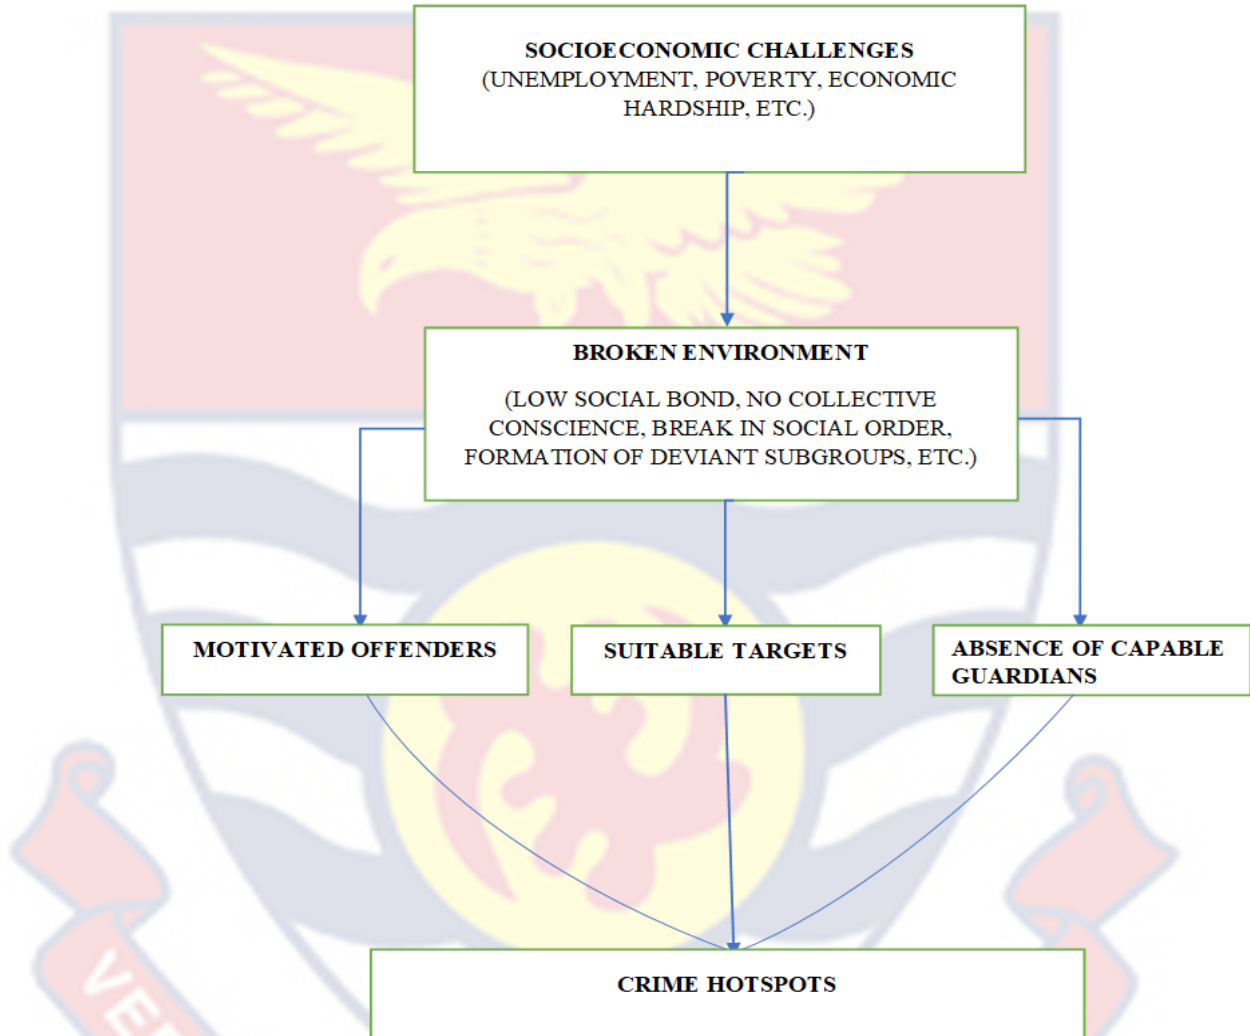 SOCIOECONOMIC CHALLENGES
(UNEMPLOYMENT, POVERTY, ECONOMIC
HARDSHIP, ETC.)
BROKEN ENVIRONMENT
(LOW SOCIAL BOND, NO COLLECTIVE
CONSCIENCE, BREAK IN SOCIAL ORDER,
FORMATION OF DEVIANT SUBGROUPS, ETC.)
MOTIVATED OFFENDERS
SUITABLE TARGETS
ABSENCE OF CAPABLE
GUARDIANS
CRIME HOTSPOTS